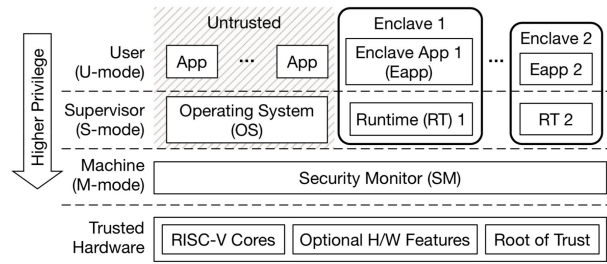 Untrusted
Enclave 1
Enclave 2
Higher Privilege
User
(U-mode)
App
...
App
Enclave App 1
(Eapp)
...
Eapp 2
Supervisor
(S-mode)
Operating System
(OS)
Runtime (RT) 1
RT 2
Machine
(M-mode)
Security Monitor (SM)
Trusted
Hardware
RISC-V Cores
Optional H/W Features
Root of Trust